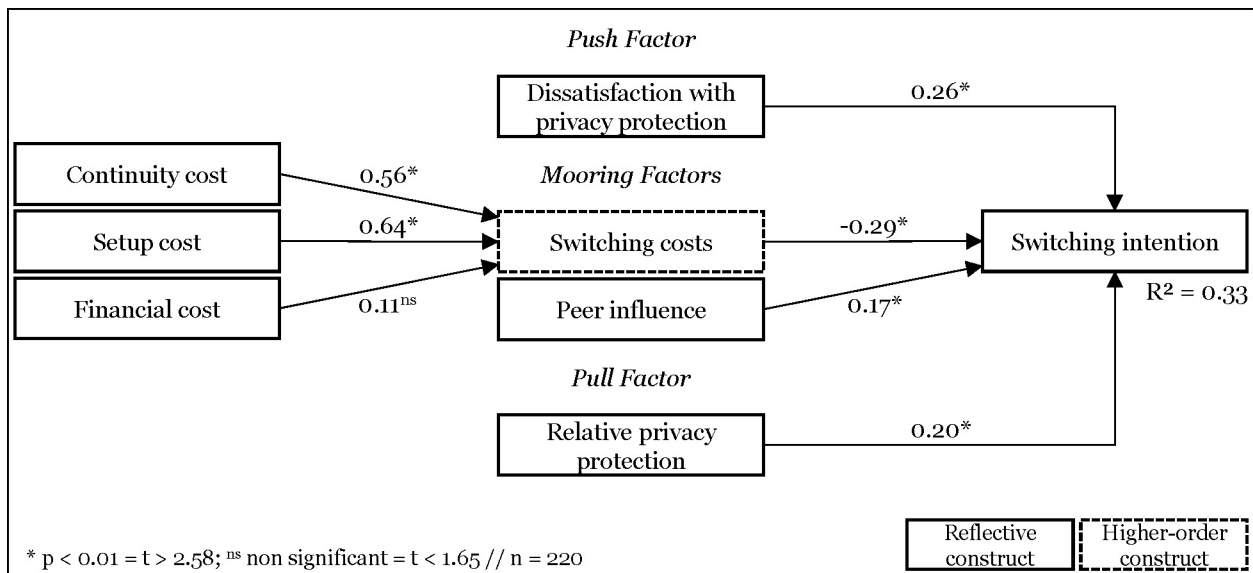 Push Factor
Dissatisfaction with
privacy protection
0.26*
Continuity cost
0.56*
Mooring Factors
Setup cost
0.64*
Switching costs
-0.29*
Switching intention
Financial cost
0.11ns
Peer influence
0.17*
R² = 0.33
Pull Factor
Relative privacy
protection
0.20*
* p < 0.01 = t > 2.58; ns non significant = t < 1.65 // n = 220
Reflective
construct
Higher-order
construct